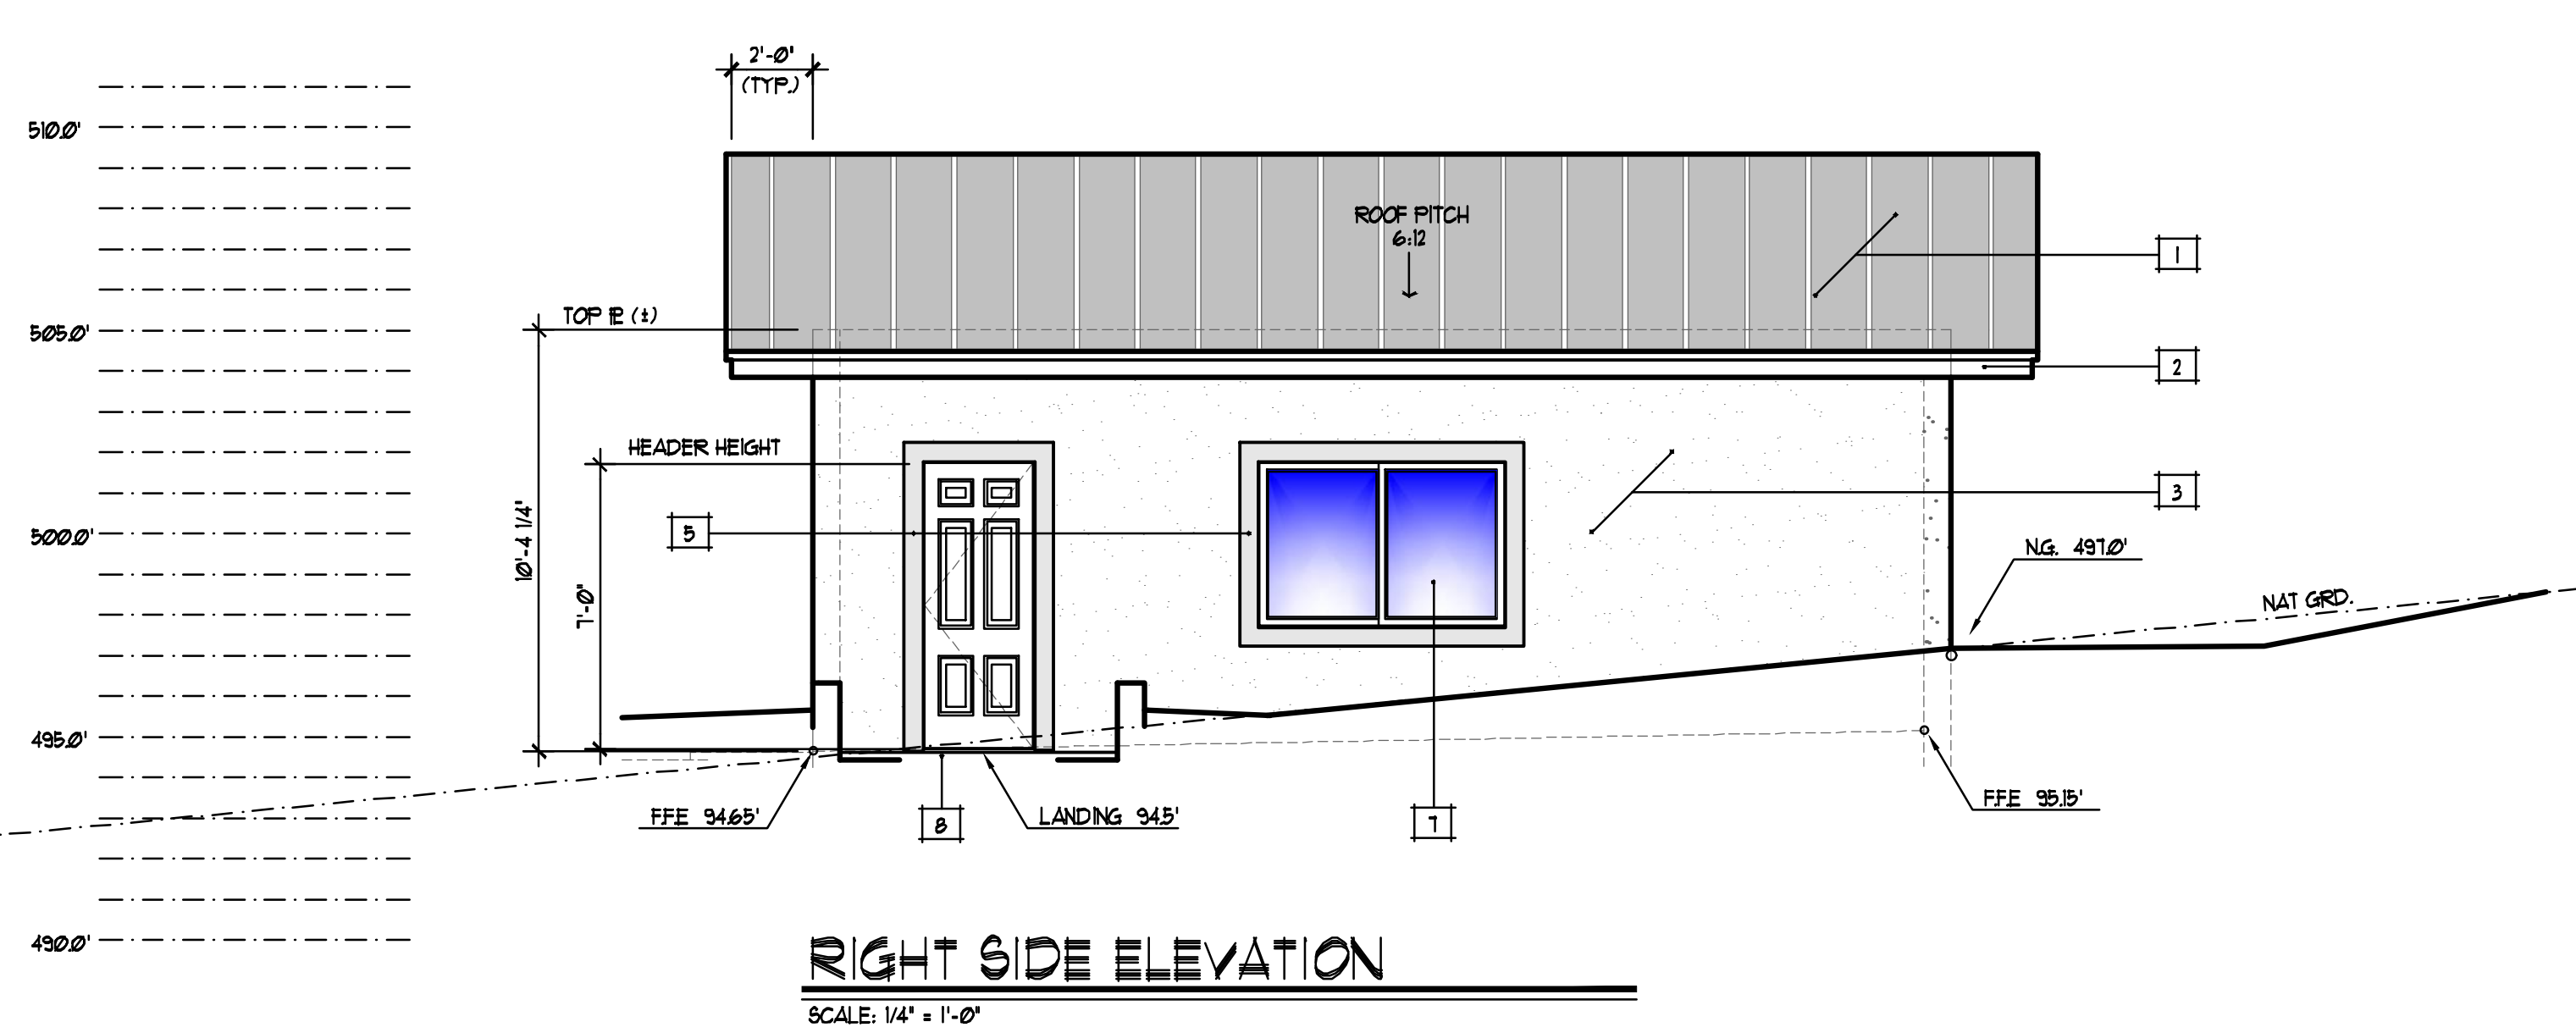 2'-0"
(TYP.)
510.0'
ROOF PITCH
6:12
1
TOP PL (±)
505.0'
2
HEADER HEIGHT
3
10'-4 1/4"
5
500.0'
N.G. 497.0'
7'-0"
NAT GRD.
495.0'
F.F.E 94.65'
8
LANDING 94.5'
7
F.F.E 95.15'
490.0'
RIGHT SIDE ELEVATION
SCALE: 1/4" = 1'-0"